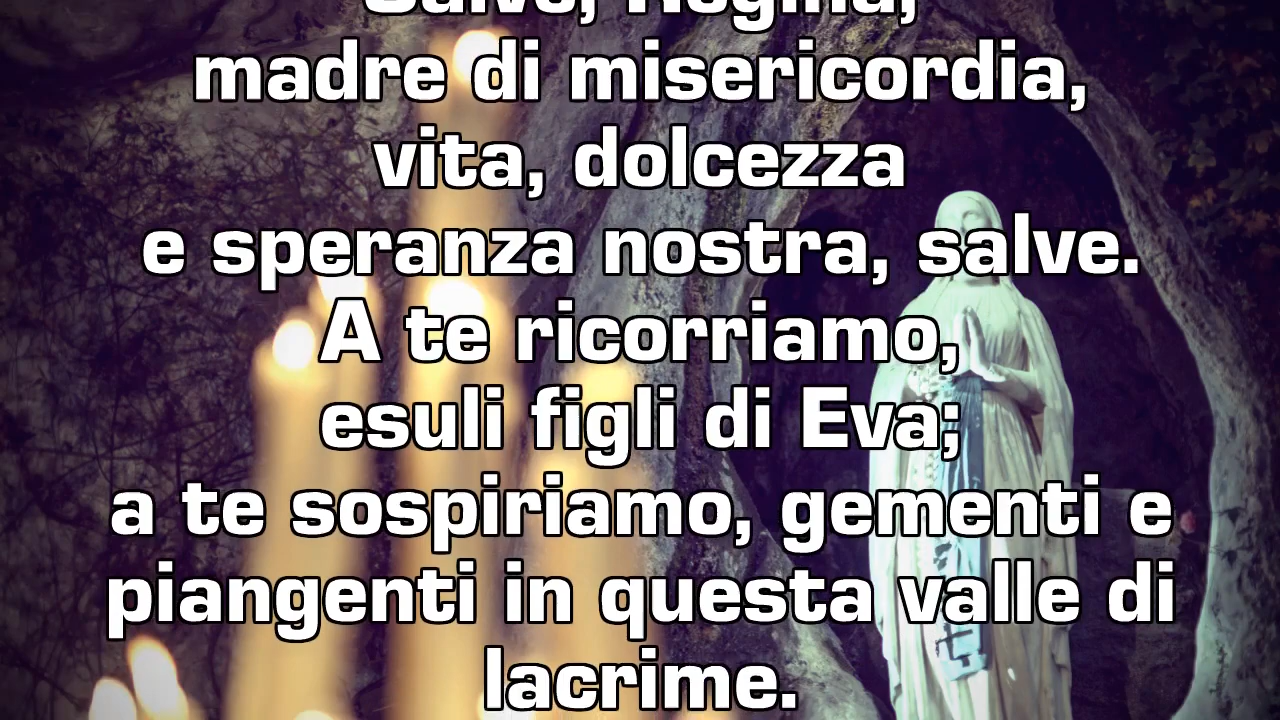 Salve, Regina,
madre di misericordia,
vita, dolcezza
e speranza nostra, salve.
A te ricorriamo,
esuli figli di Eva;
a te sospiriamo, gementi e
piangenti in questa valle di
lacrime.